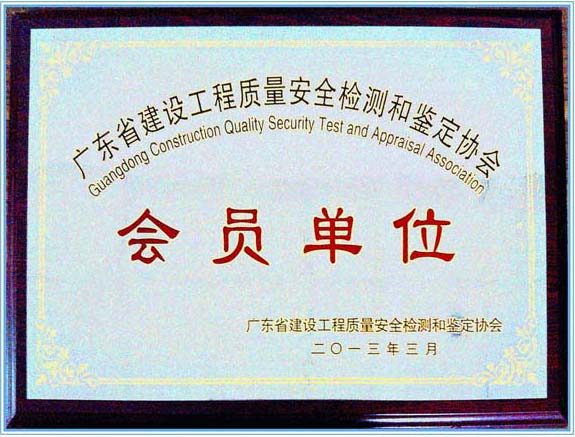 广东省建设工程质量安全检测和鉴定协会
Guangdong Construction Quality Security Test and Appraisal Association
会员单位
广东省建设工程质量安全检测和鉴定协会
二〇一三年三月